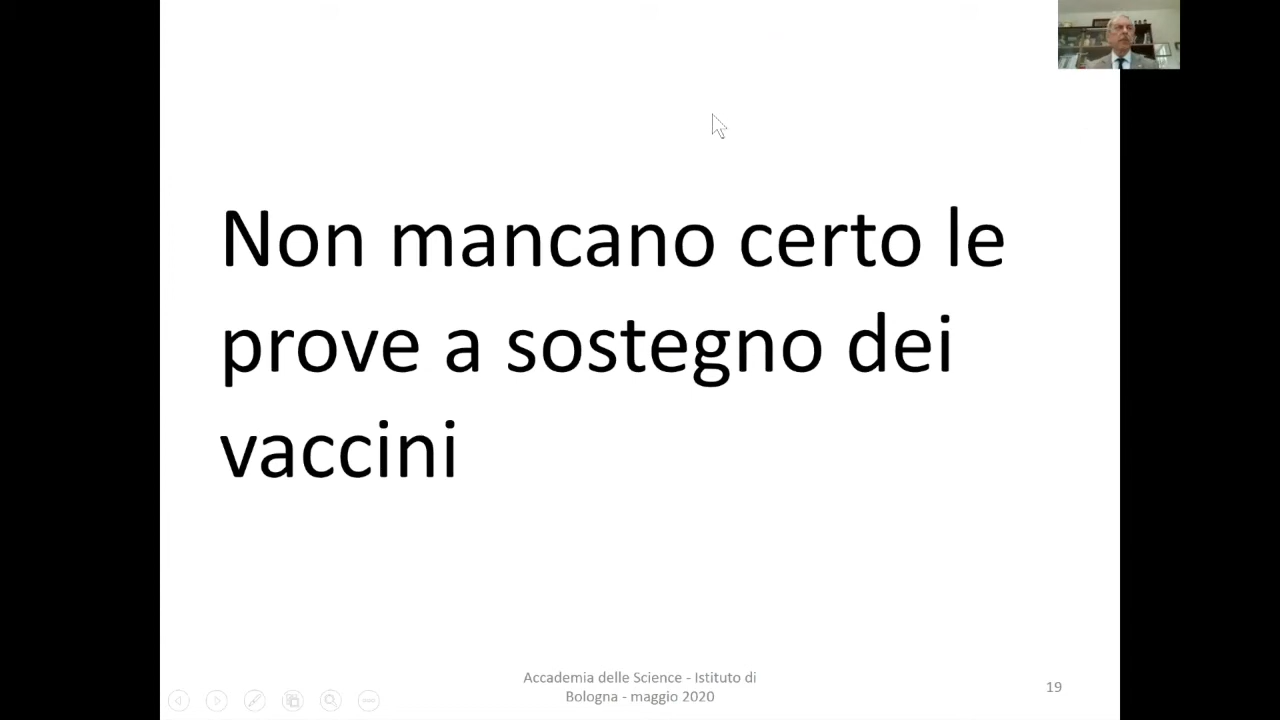 Non mancano certo le
prove a sostegno dei
vaccini
Accademia delle Science - Istituto di
Bologna - maggio 2020
19